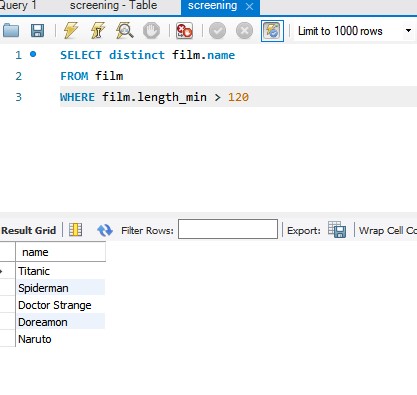 Query 1 screening - Table screening
Limit to 1000 rows
1 SELECT distinct film.name
2 FROM film
3 WHERE film.length_min > 120
Result Grid Filter Rows: Export: Wrap Cell Co
name
Titanic
Spiderman
Doctor Strange
Doreamon
Naruto